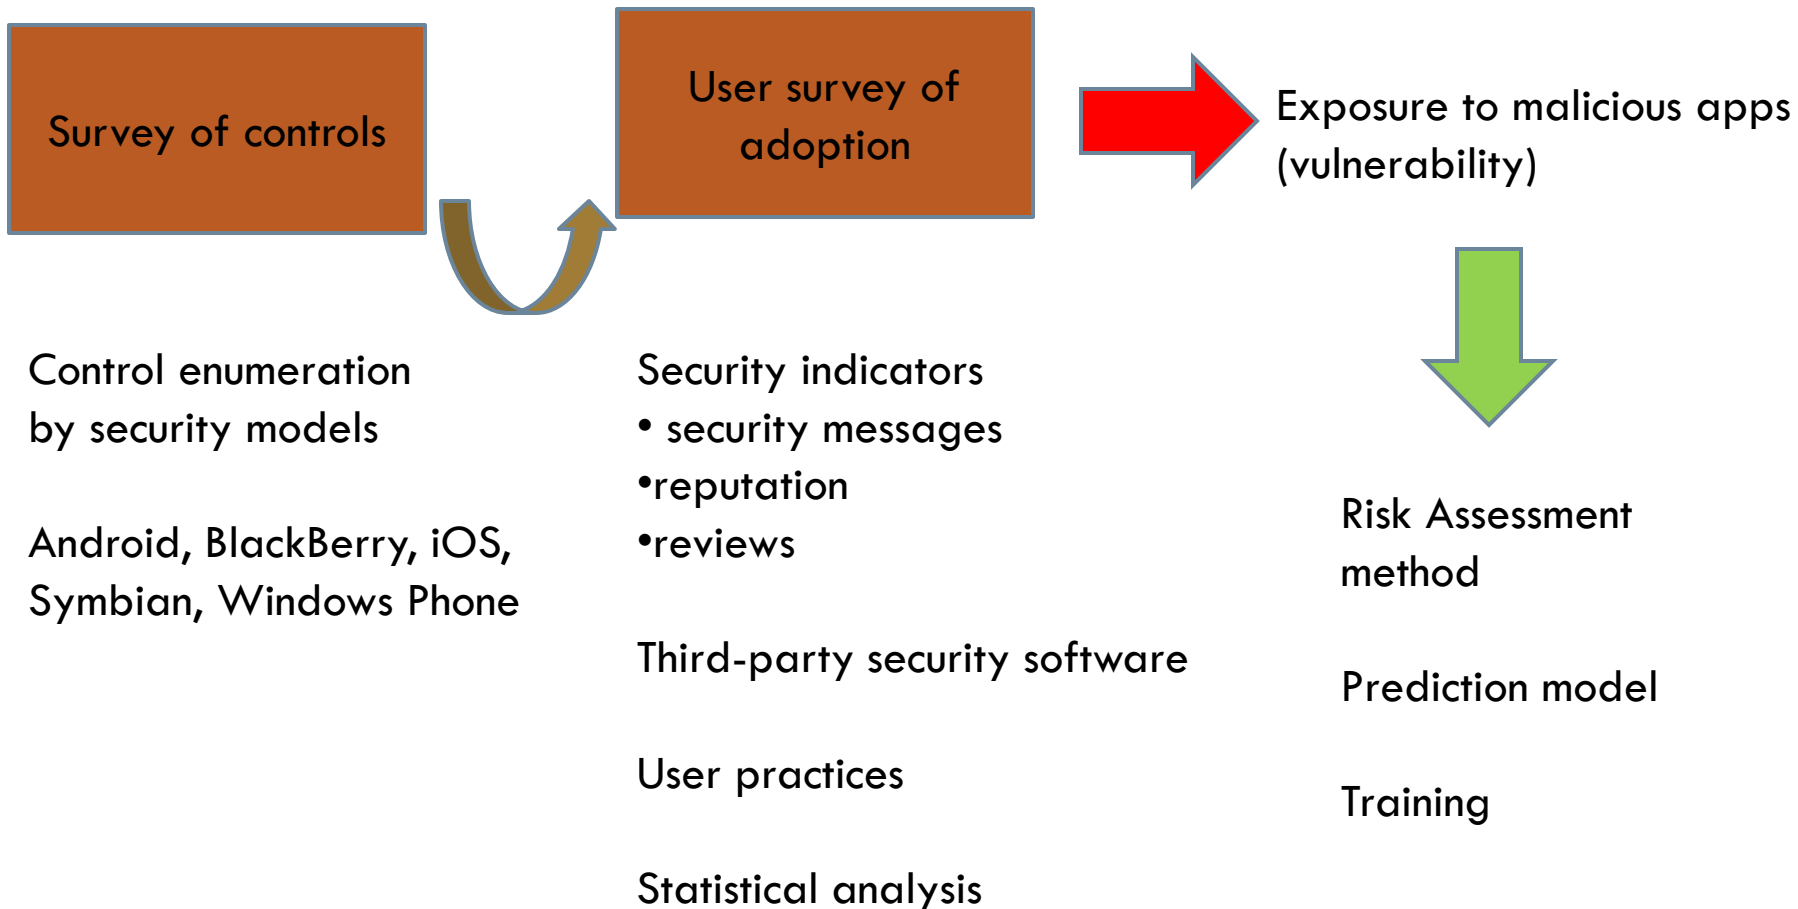 Survey of controls
User survey of
adoption
Exposure to malicious apps
(vulnerability)
Control enumeration
by security models
Android, BlackBerry, iOS,
Symbian, Windows Phone
Security indicators
• security messages
•reputation
•reviews
Third-party security software
User practices
Statistical analysis
Risk Assessment
method
Prediction model
Training